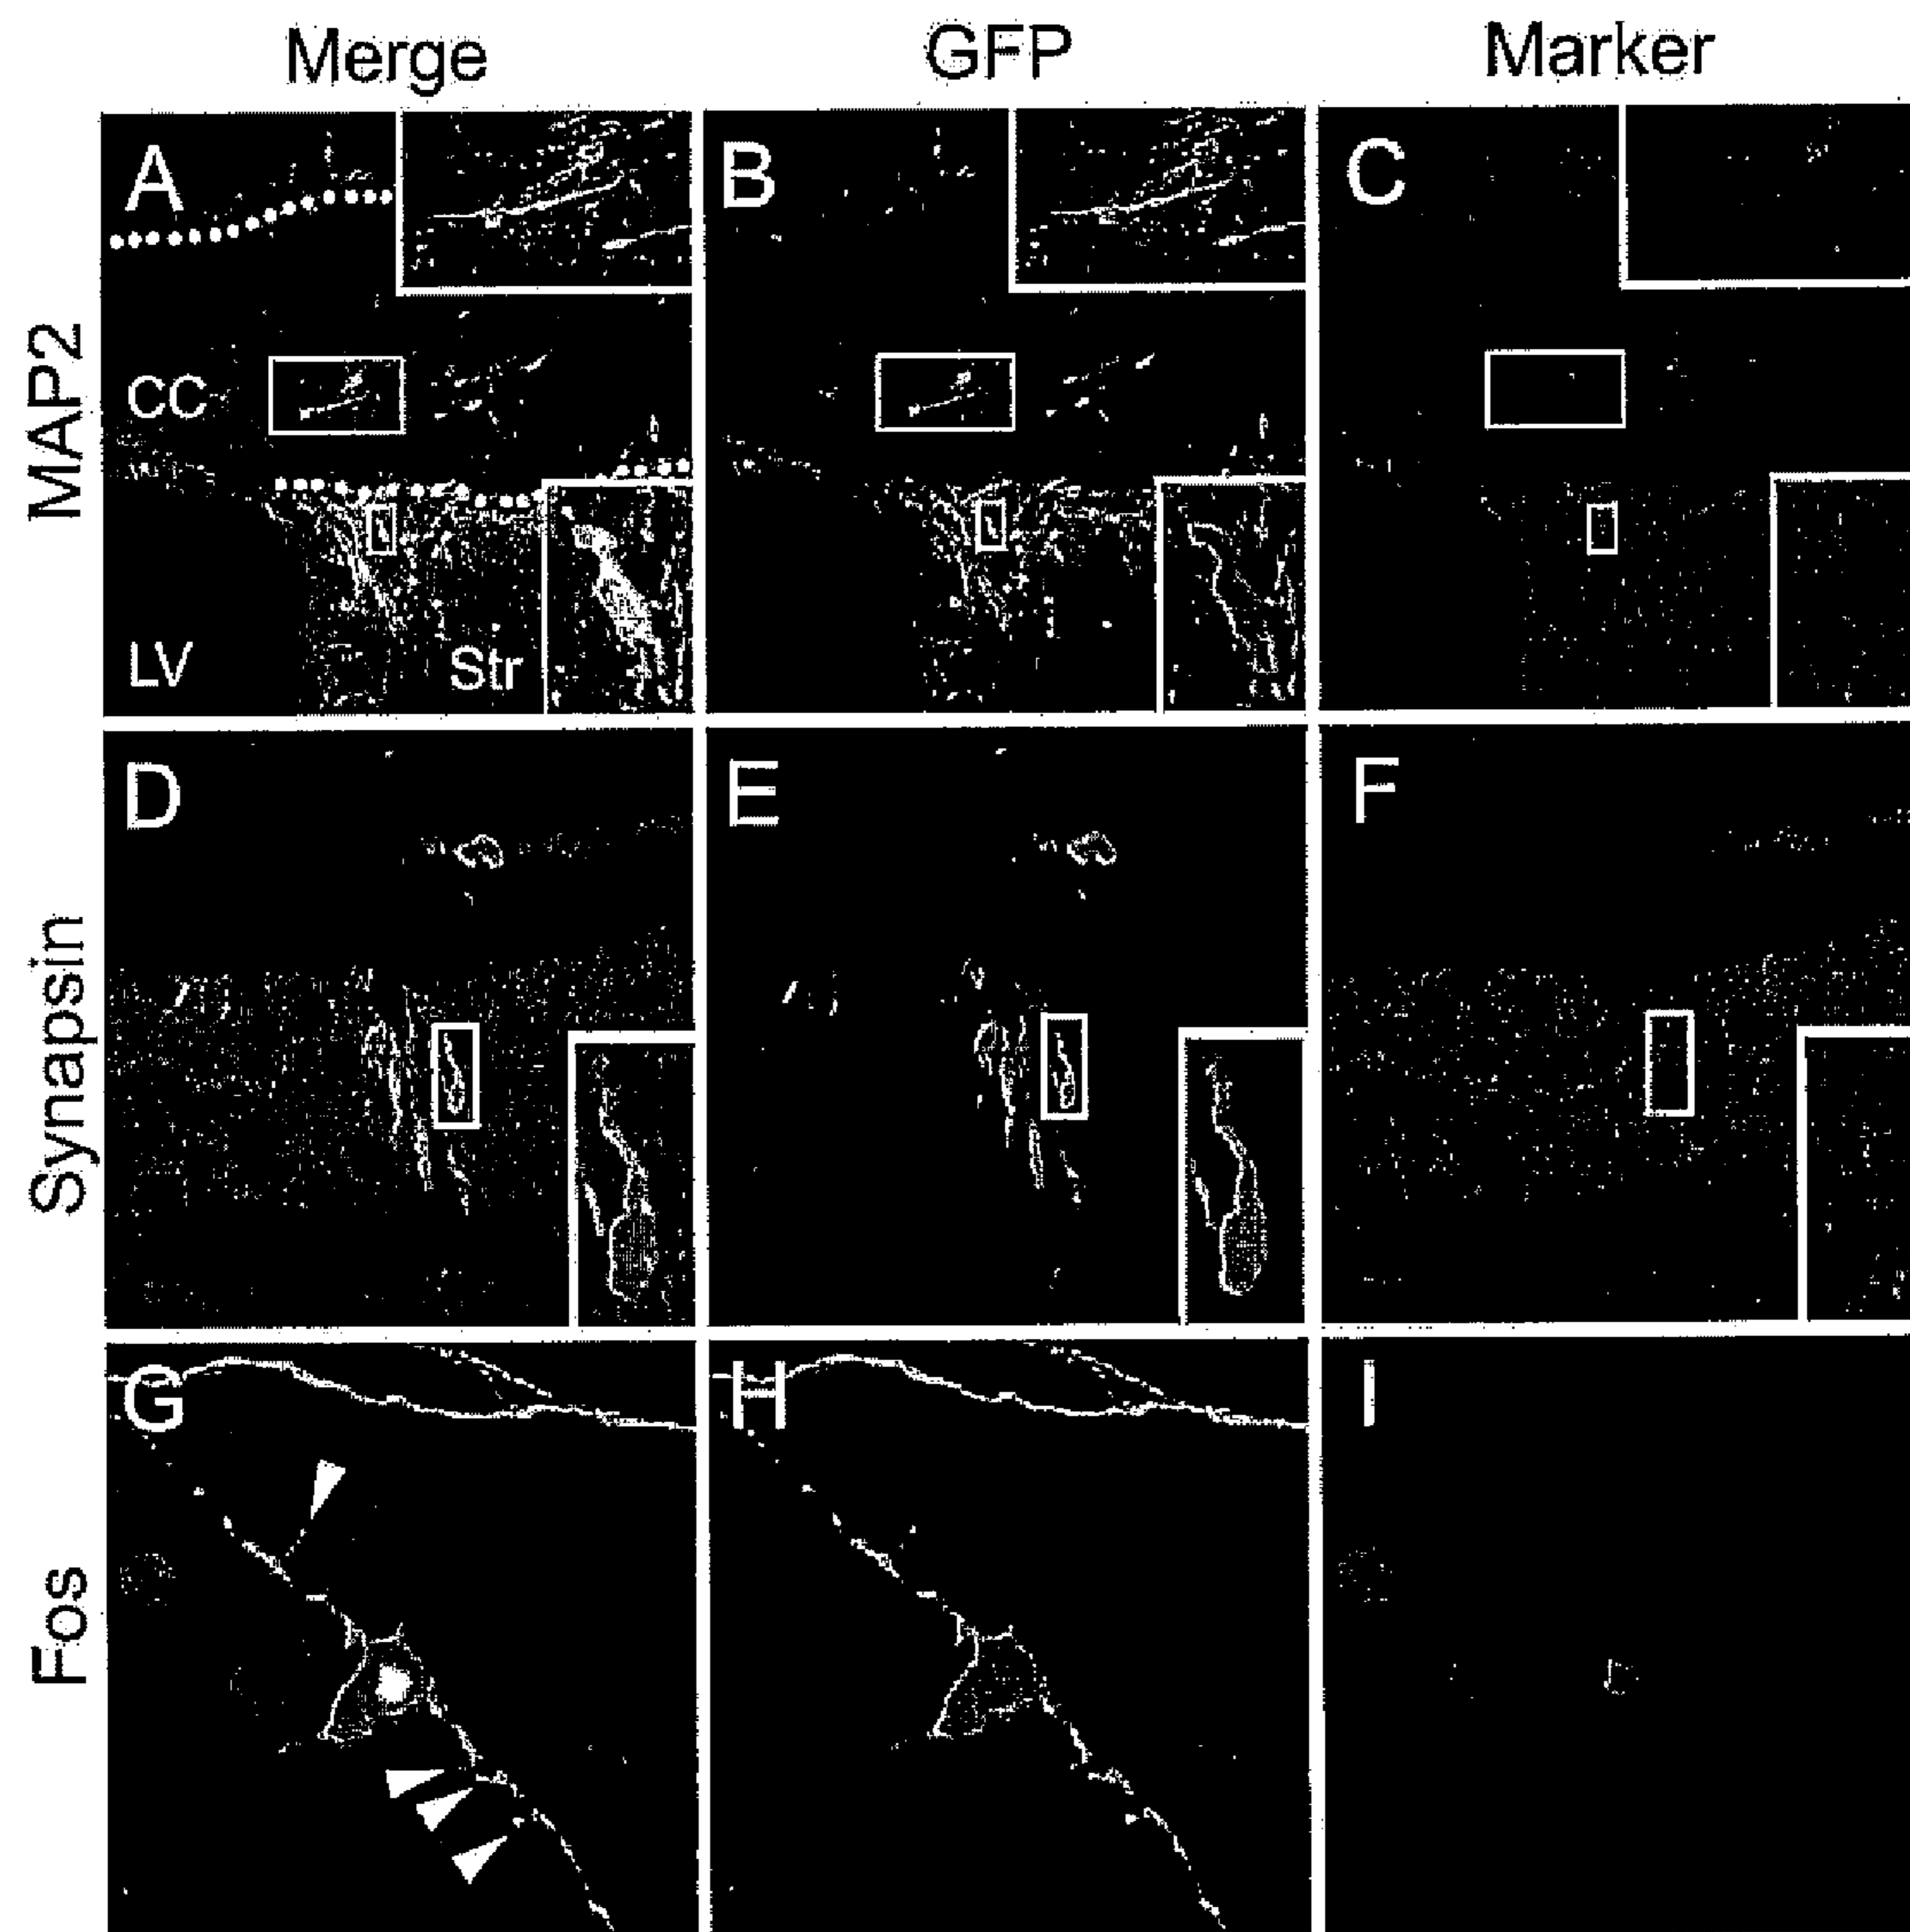 Merge GFP Marker
MAP2
A B C
CC
LV Str
Synapsin
D E F
Fos
G H I